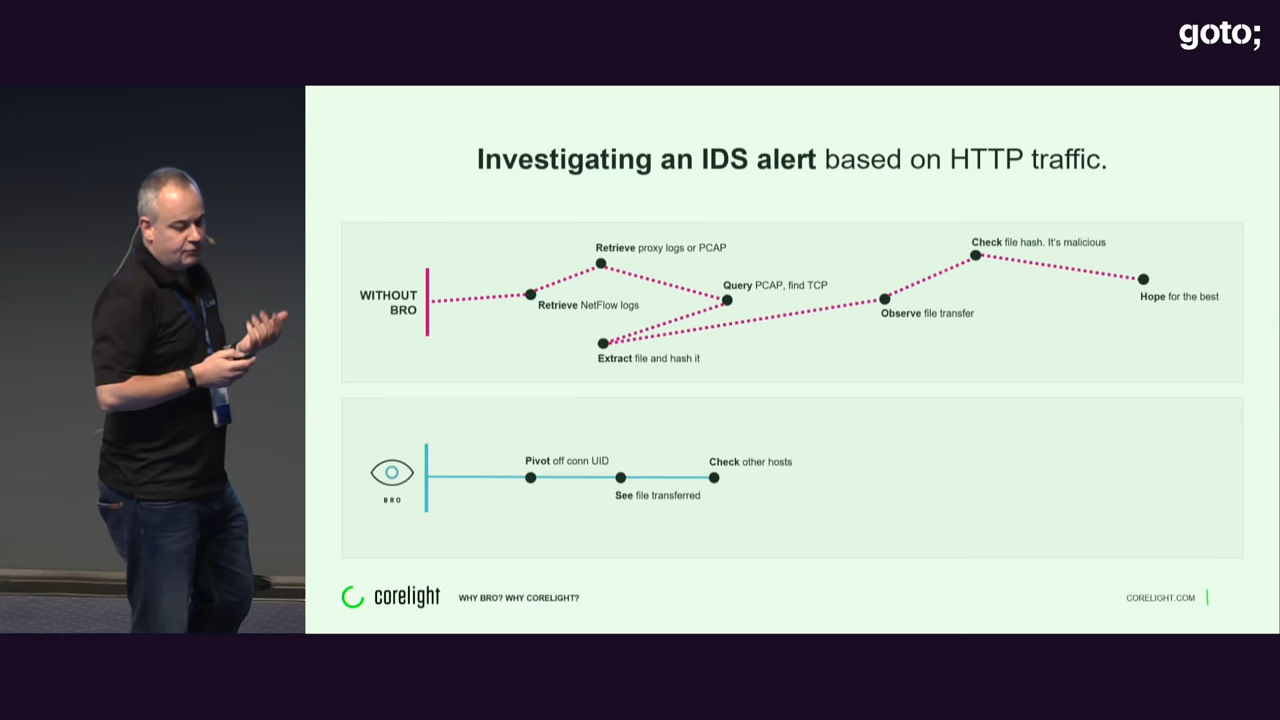 goto;
Investigating an IDS alert based on HTTP traffic.
WITHOUT
BRO
Retrieve NetFlow logs
Retrieve proxy logs or PCAP
Query PCAP, find TCP
Extract file and hash it
Observe file transfer
Check file hash. It's malicious
Hope for the best
BRO
Pivot off conn UID
See file transferred
Check other hosts
corelight
WHY BRO? WHY CORELIGHT?
CORELIGHT.COM